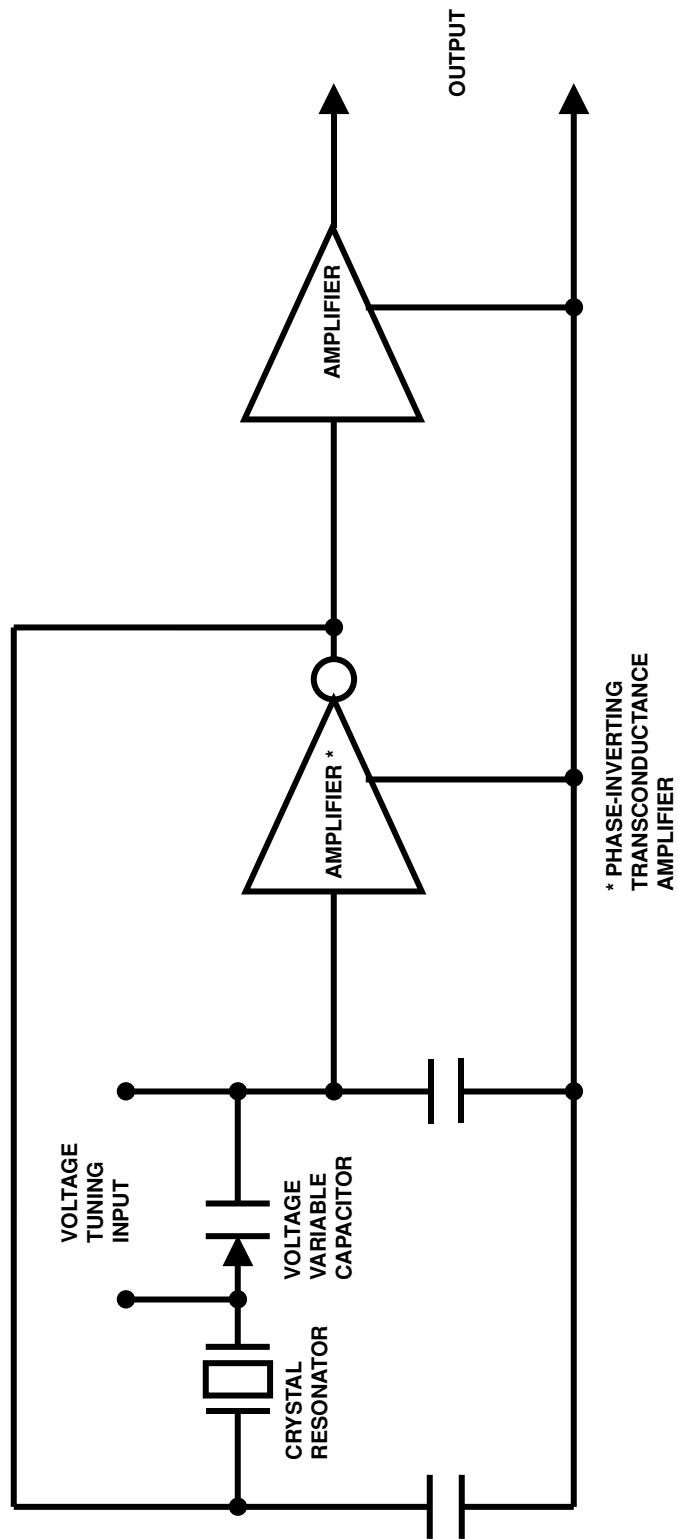 VOLTAGE
TUNING
INPUT
CRYSTAL
RESONATOR
VOLTAGE
VARIABLE
CAPACITOR
AMPLIFIER *
AMPLIFIER
OUTPUT
* PHASE-INVERTING
TRANSCONDUCTANCE
AMPLIFIER